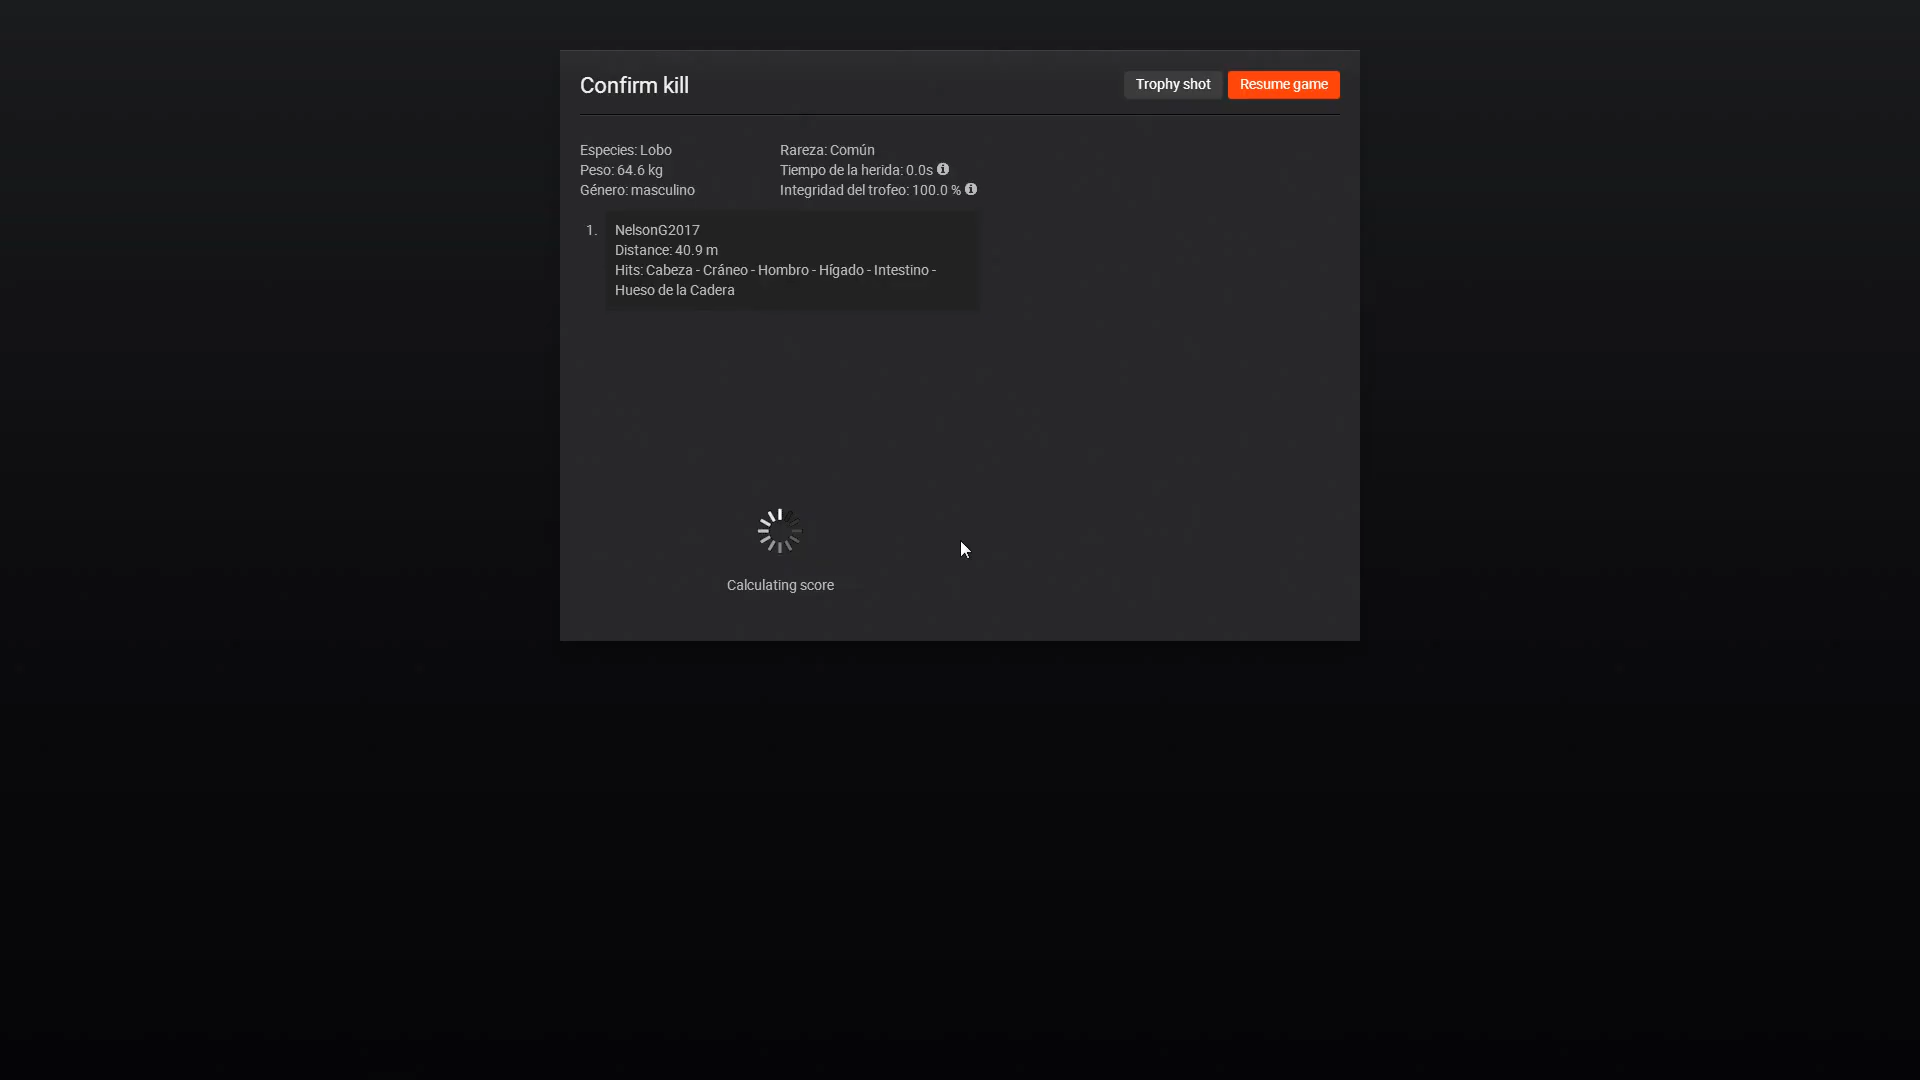 Confirm kill
Trophy shot
Resume game
Especies: Lobo
Rareza: Común
Peso: 64.6 kg
Tiempo de la herida: 0.0s
Género: masculino
Integridad del trofeo: 100.0 %
1. NelsonG2017
Distance: 40.9 m
Hits: Cabeza - Cráneo - Hombro - Hígado - Intestino -
Hueso de la Cadera
Calculating score